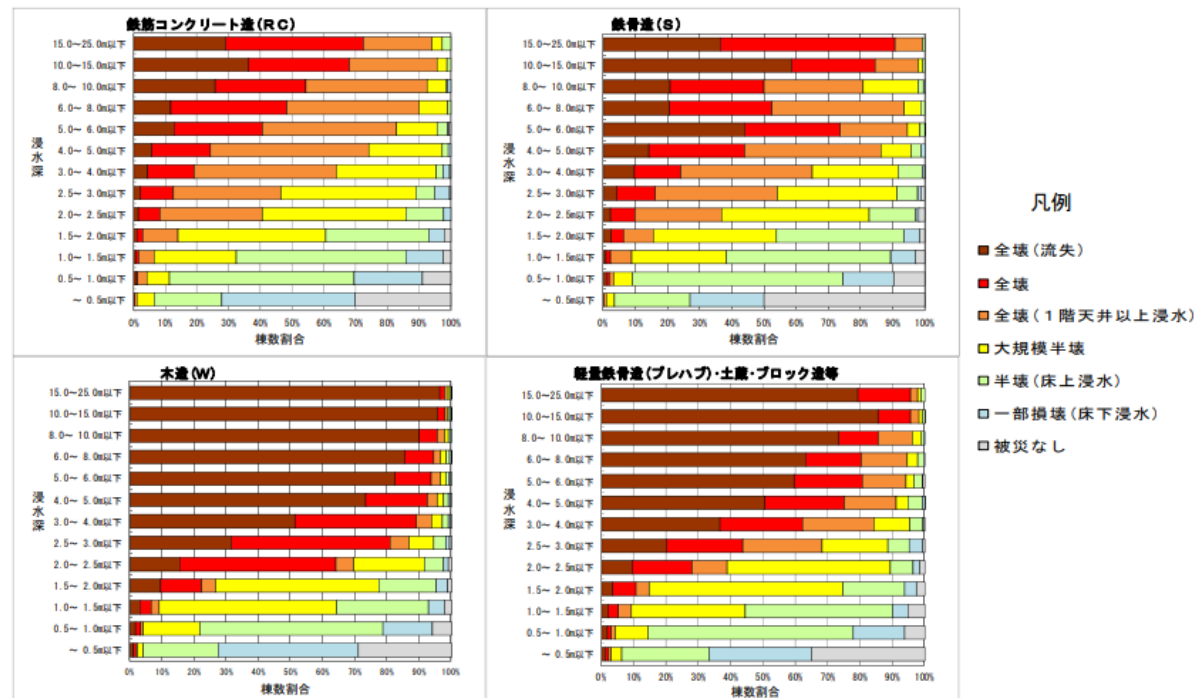 鉄筋コンクリート造(RC)
15.0～25.0m以下
10.0～15.0m以下
8.0～ 10.0m以下
6.0～ 8.0m以下
5.0～ 6.0m以下
4.0～ 5.0m以下
3.0～ 4.0m以下
2.5～ 3.0m以下
2.0～ 2.5m以下
1.5～ 2.0m以下
1.0～ 1.5m以下
0.5～ 1.0m以下
～ 0.5m以下
浸水深
0% 10% 20% 30% 40% 50% 60% 70% 80% 90% 100%
棟数割合
鉄骨造(S)
15.0～25.0m以下
10.0～15.0m以下
8.0～ 10.0m以下
6.0～ 8.0m以下
5.0～ 6.0m以下
4.0～ 5.0m以下
3.0～ 4.0m以下
2.5～ 3.0m以下
2.0～ 2.5m以下
1.5～ 2.0m以下
1.0～ 1.5m以下
0.5～ 1.0m以下
～ 0.5m以下
浸水深
0% 10% 20% 30% 40% 50% 60% 70% 80% 90% 100%
棟数割合
木造(W)
15.0～25.0m以下
10.0～15.0m以下
8.0～ 10.0m以下
6.0～ 8.0m以下
5.0～ 6.0m以下
4.0～ 5.0m以下
3.0～ 4.0m以下
2.5～ 3.0m以下
2.0～ 2.5m以下
1.5～ 2.0m以下
1.0～ 1.5m以下
0.5～ 1.0m以下
～ 0.5m以下
浸水深
0% 10% 20% 30% 40% 50% 60% 70% 80% 90% 100%
棟数割合
軽量鉄骨造(プレハブ)・土蔵・ブロック造等
15.0～25.0m以下
10.0～15.0m以下
8.0～ 10.0m以下
6.0～ 8.0m以下
5.0～ 6.0m以下
4.0～ 5.0m以下
3.0～ 4.0m以下
2.5～ 3.0m以下
2.0～ 2.5m以下
1.5～ 2.0m以下
1.0～ 1.5m以下
0.5～ 1.0m以下
～ 0.5m以下
浸水深
0% 10% 20% 30% 40% 50% 60% 70% 80% 90% 100%
棟数割合
凡例
全壊(流失)
全壊
全壊(１階天井以上浸水)
大規模半壊
半壊(床上浸水)
一部損壊(床下浸水)
被災なし